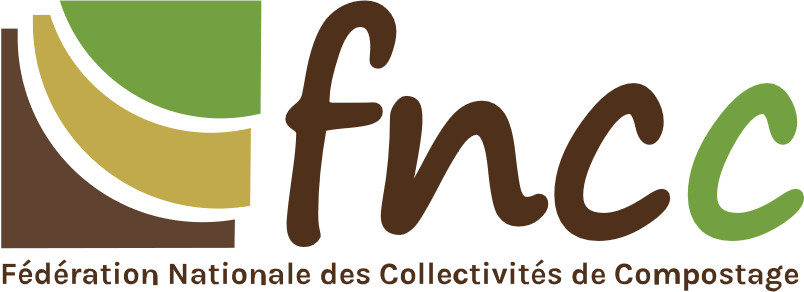 fncc
Fédération Nationale des Collectivités de Compostage